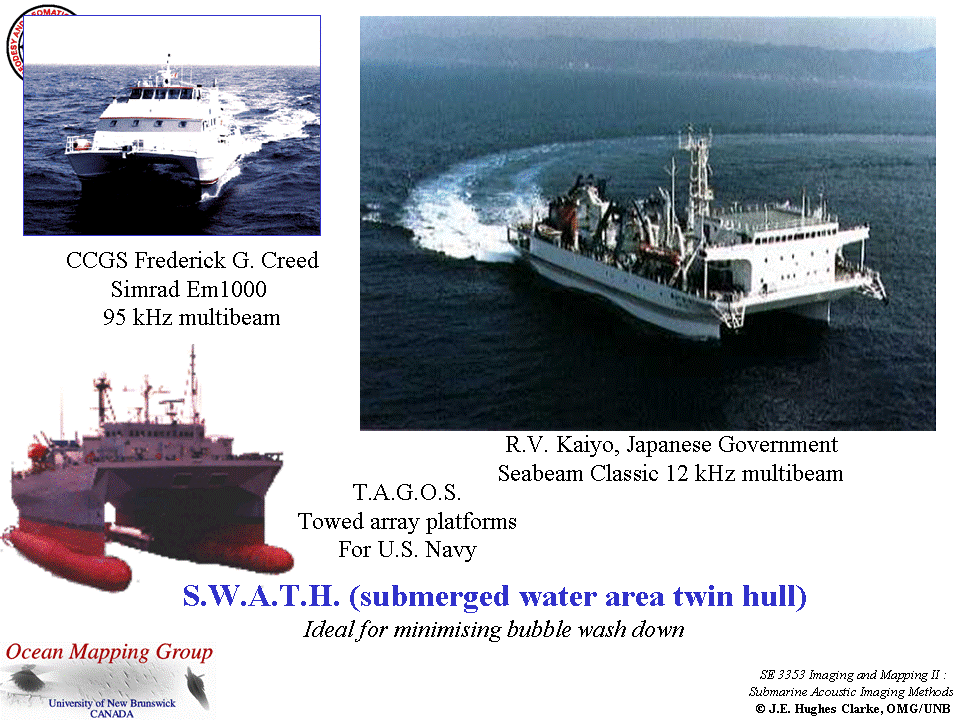 CCGS Frederick G. Creed
Simrad Em1000
95 kHz multibeam
R.V. Kaiyo, Japanese Government
Seabeam Classic 12 kHz multibeam
T.A.G.O.S.
Towed array platforms
For U.S. Navy
S.W.A.T.H. (submerged water area twin hull)
Ideal for minimising bubble wash down
Ocean Mapping Group
University of New Brunswick
CANADA
SE 3353 Imaging and Mapping II :
Submarine Acoustic Imaging Methods
© J.E. Hughes Clarke, OMG/UNB